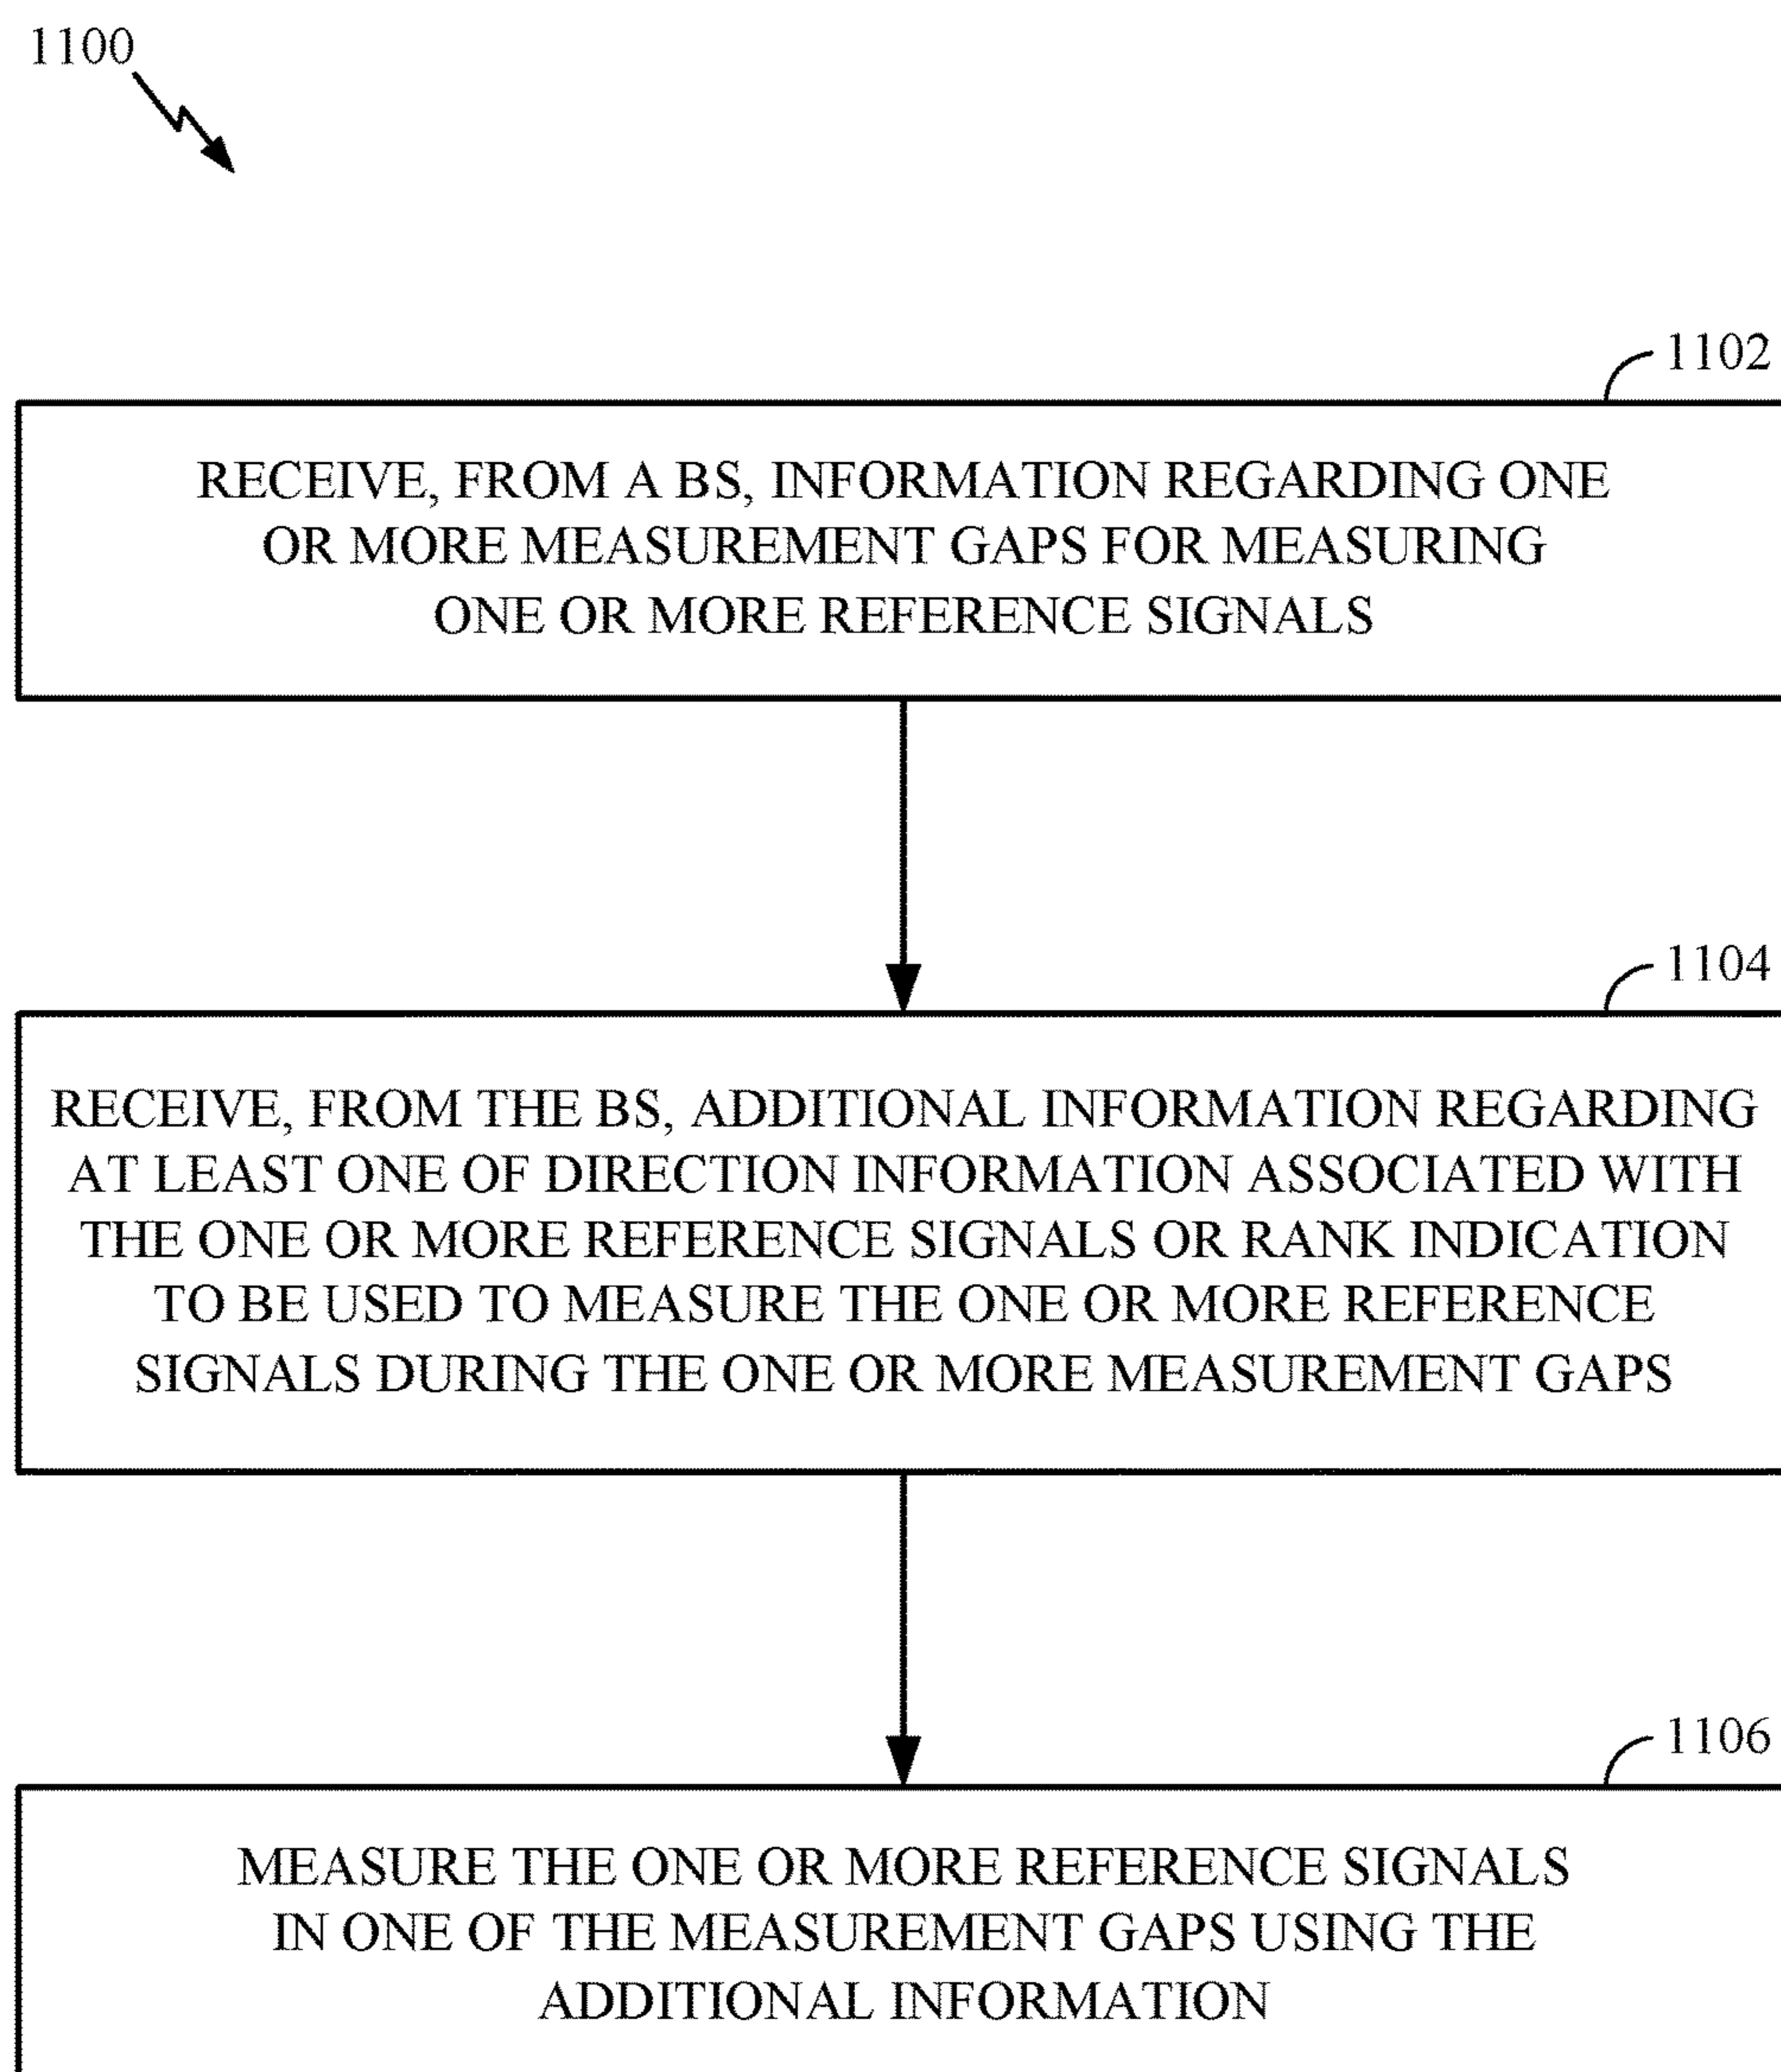 1100
1102
RECEIVE, FROM A BS, INFORMATION REGARDING ONE
OR MORE MEASUREMENT GAPS FOR MEASURING
ONE OR MORE REFERENCE SIGNALS
1104
RECEIVE, FROM THE BS, ADDITIONAL INFORMATION REGARDING
AT LEAST ONE OF DIRECTION INFORMATION ASSOCIATED WITH
THE ONE OR MORE REFERENCE SIGNALS OR RANK INDICATION
TO BE USED TO MEASURE THE ONE OR MORE REFERENCE
SIGNALS DURING THE ONE OR MORE MEASUREMENT GAPS
1106
MEASURE THE ONE OR MORE REFERENCE SIGNALS
IN ONE OF THE MEASUREMENT GAPS USING THE
ADDITIONAL INFORMATION